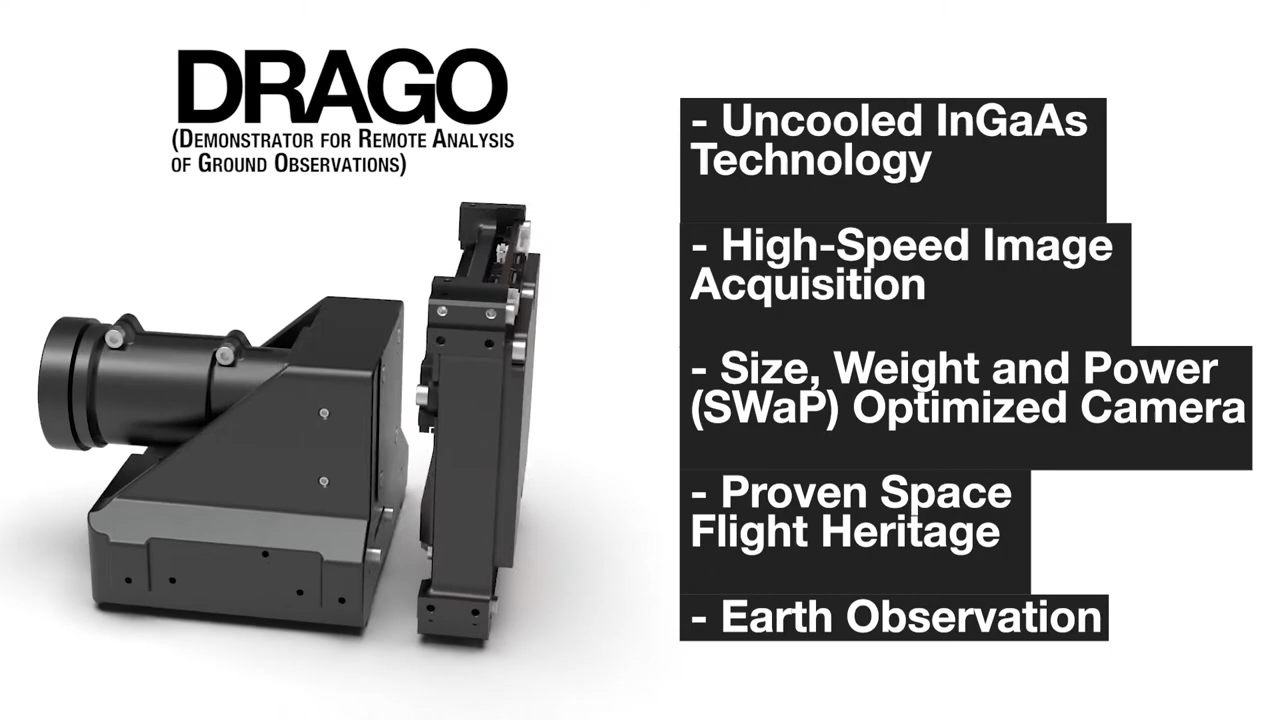 DRAGO
(DEMONSTRATOR FOR REMOTE ANALYSIS
OF GROUND OBSERVATIONS)
- Uncooled InGaAs
Technology
- High-Speed Image
Acquisition
- Size, Weight and Power
(SWaP) Optimized Camera
- Proven Space
Flight Heritage
- Earth Observation